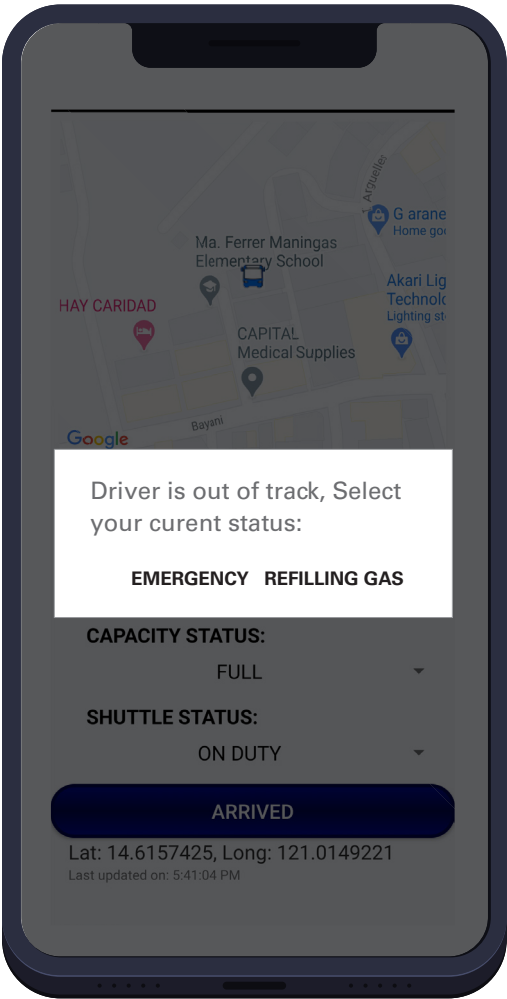 Arguelles
G arane
Home goo
Ma. Ferrer Maningas
Elementary School
Akari Lig
Technolo
Lighting st
HAY CARIDAD
CAPITAL
Medical Supplies
Bayani
Google
Driver is out of track, Select
your curent status:
EMERGENCY REFILLING GAS
CAPACITY STATUS:
FULL
SHUTTLE STATUS:
ON DUTY
ARRIVED
Lat: 14.6157425, Long: 121.0149221
Last updated on: 5:41:04 PM